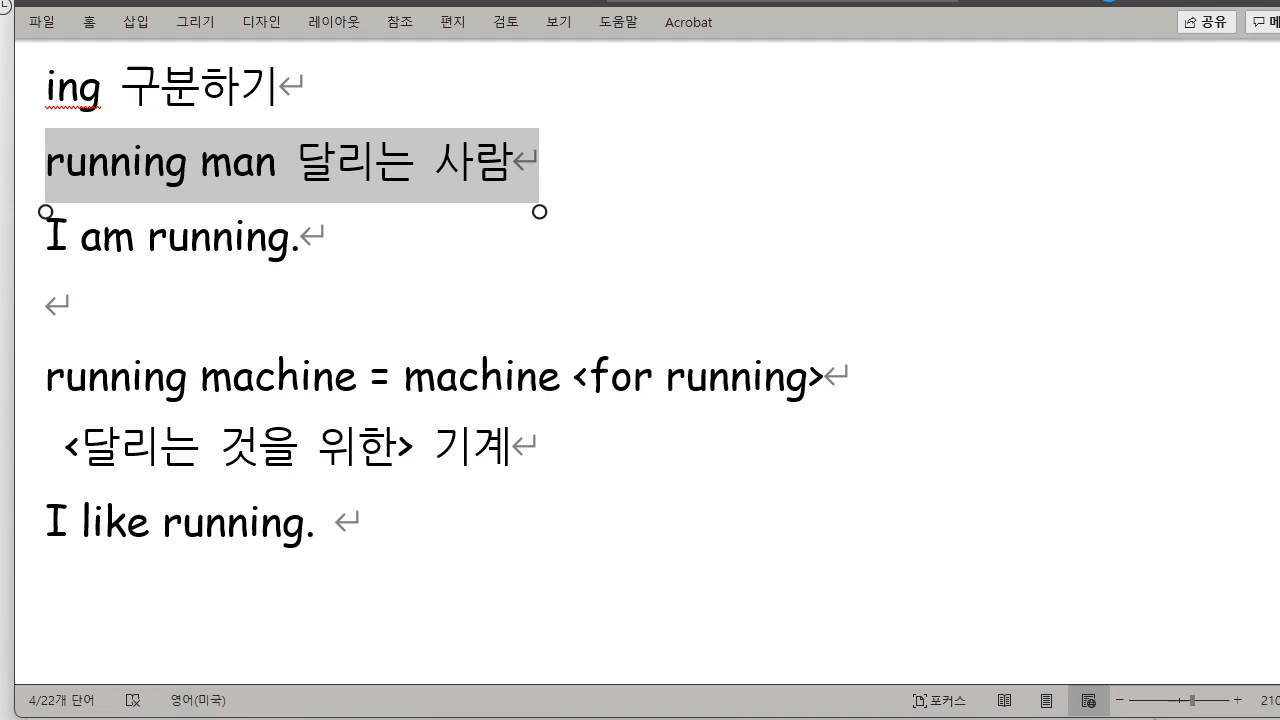 파일 홈 삽입 그리기 디자인 레이아웃 참조 편지 검토 보기 도움말 Acrobat 공유
ing 구분하기
running man 달리는 사람
I am running.
running machine = machine <for running>
<달리는 것을 위한> 기계
I like running.
4/22개 단어 영어(미국) 포커스